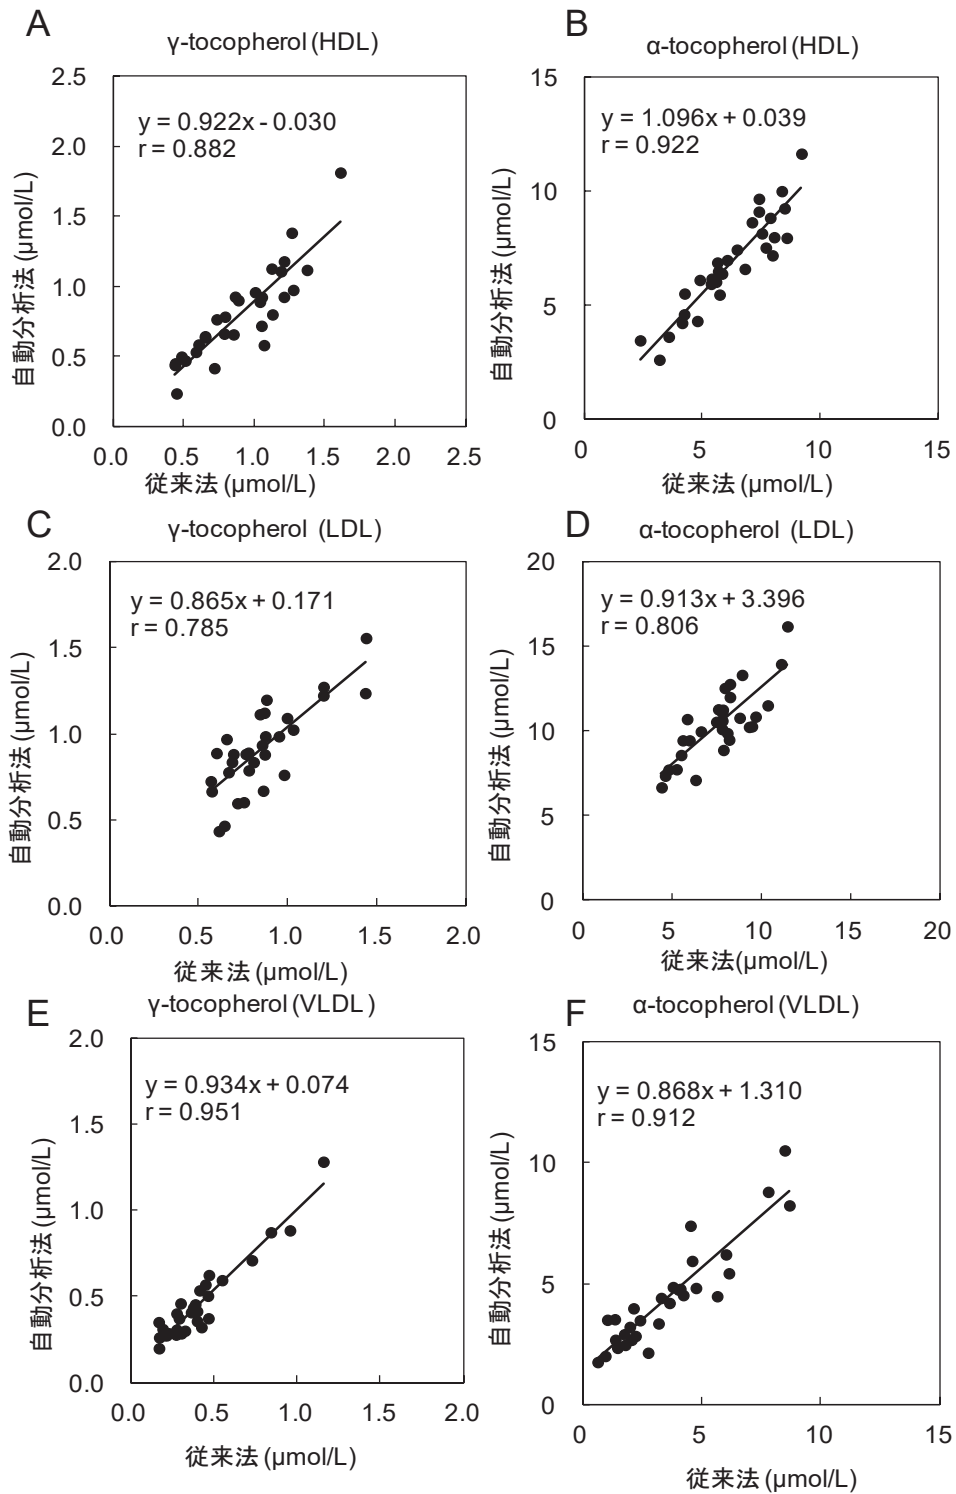 A
γ-tocopherol (HDL)
y = 0.922x - 0.030
r = 0.882
2.5
2.0
1.5
1.0
0.5
0.0
0.0 0.5 1.0 1.5 2.0 2.5
自動分析法 (μmol/L)
従来法 (μmol/L)
B
α-tocopherol (HDL)
y = 1.096x + 0.039
r = 0.922
15
10
5
0
0 5 10 15
自動分析法 (μmol/L)
従来法 (μmol/L)
C
γ-tocopherol (LDL)
y = 0.865x + 0.171
r = 0.785
2.0
1.5
1.0
0.5
0.0
0.0 0.5 1.0 1.5 2.0
自動分析法 (μmol/L)
従来法 (μmol/L)
D
α-tocopherol (LDL)
y = 0.913x + 3.396
r = 0.806
20
15
10
5
0
0 5 10 15 20
自動分析法 (μmol/L)
従来法(μmol/L)
E
γ-tocopherol (VLDL)
y = 0.934x + 0.074
r = 0.951
2.0
1.5
1.0
0.5
0.0
0.0 0.5 1.0 1.5 2.0
自動分析法 (μmol/L)
従来法 (μmol/L)
F
α-tocopherol (VLDL)
y = 0.868x + 1.310
r = 0.912
15
10
5
0
0 5 10 15
自動分析法 (μmol/L)
従来法 (μmol/L)